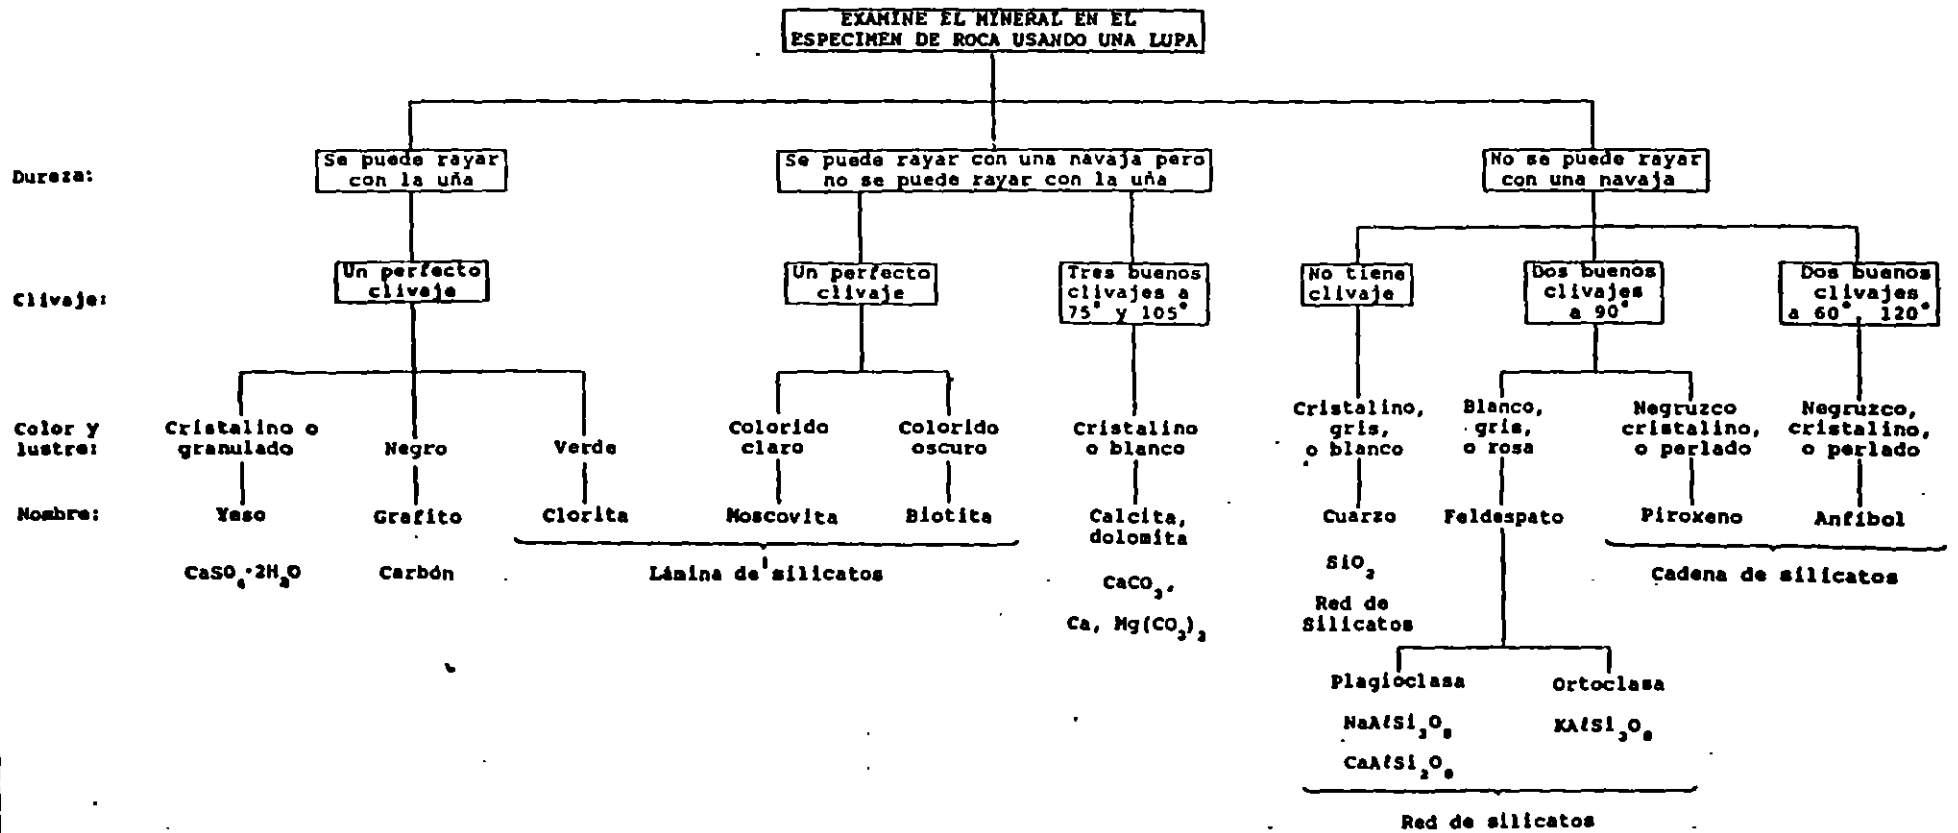 EXAMINE EL MINERAL EN EL
ESPECIMEN DE ROCA USANDO UNA LUPA
Dureza:
Se puede rayar
con la uña
Se puede rayar con una navaja pero
no se puede rayar con la uña
No se puede rayar
con una navaja
Clivaje:
Un perfecto
clivaje
Un perfecto
clivaje
Tres buenos
clivajes a
75° y 105°
No tiene
clivaje
Dos buenos
clivajes
a 90°
Dos buenos
clivajes
a 60° 120°
Color y
lustre:
Cristalino o
granulado
Negro
Verde
Colorido
claro
Colorido
oscuro
Cristalino
o blanco
Cristalino,
gris,
o blanco
Blanco,
gris,
o rosa
Negruzco
cristalino,
o perlado
Negruzco,
cristalino,
o perlado
Nombre:
Yeso
Grafito
Clorita
Moscovita
Biotita
Calcita,
dolomita
Cuarzo
Feldespato
Piroxeno
Anfibol
CaSO₄·2H₂O
Carbón
Lámina de silicatos
CaCO₃,
Ca, Mg(CO₃)₂
SiO₂
Red de
Silicatos
Cadena de silicatos
Plagioclasa
NaAℓSi₃O₈
CaAℓSi₂O₈
Ortoclasa
KAℓSi₃O₈
Red de silicatos